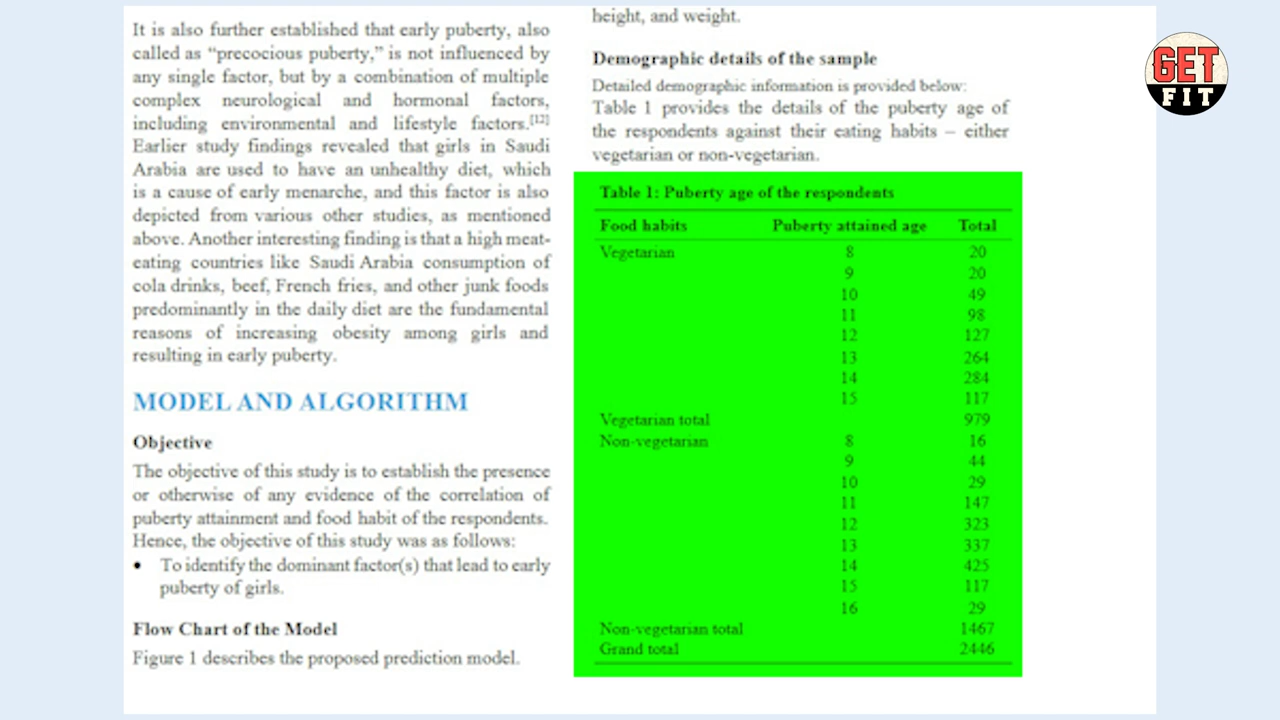 It is also further established that early puberty, also
called as “precocious puberty,” is not influenced by
any single factor, but by a combination of multiple
complex neurological and hormonal factors,
including environmental and lifestyle factors.[12]
Earlier study findings revealed that girls in Saudi
Arabia are used to have an unhealthy diet, which
is a cause of early menarche, and this factor is also
depicted from various other studies, as mentioned
above. Another interesting finding is that a high meat-
eating countries like Saudi Arabia consumption of
cola drinks, beef, French fries, and other junk foods
predominantly in the daily diet are the fundamental
reasons of increasing obesity among girls and
resulting in early puberty.
MODEL AND ALGORITHM
Objective
The objective of this study is to establish the presence
or otherwise of any evidence of the correlation of
puberty attainment and food habit of the respondents.
Hence, the objective of this study was as follows:
• To identify the dominant factor(s) that lead to early
puberty of girls.
Flow Chart of the Model
Figure 1 describes the proposed prediction model.
height, and weight.
Demographic details of the sample
Detailed demographic information is provided below:
Table 1 provides the details of the puberty age of
the respondents against their eating habits – either
vegetarian or non-vegetarian.
Table 1: Puberty age of the respondents
Food habits Puberty attained age Total
Vegetarian 8 20
9 20
10 49
11 98
12 127
13 264
14 284
15 117
Vegetarian total 979
Non-vegetarian 8 16
9 44
10 29
11 147
12 323
13 337
14 425
15 117
16 29
Non-vegetarian total 1467
Grand total 2446
GET
FIT